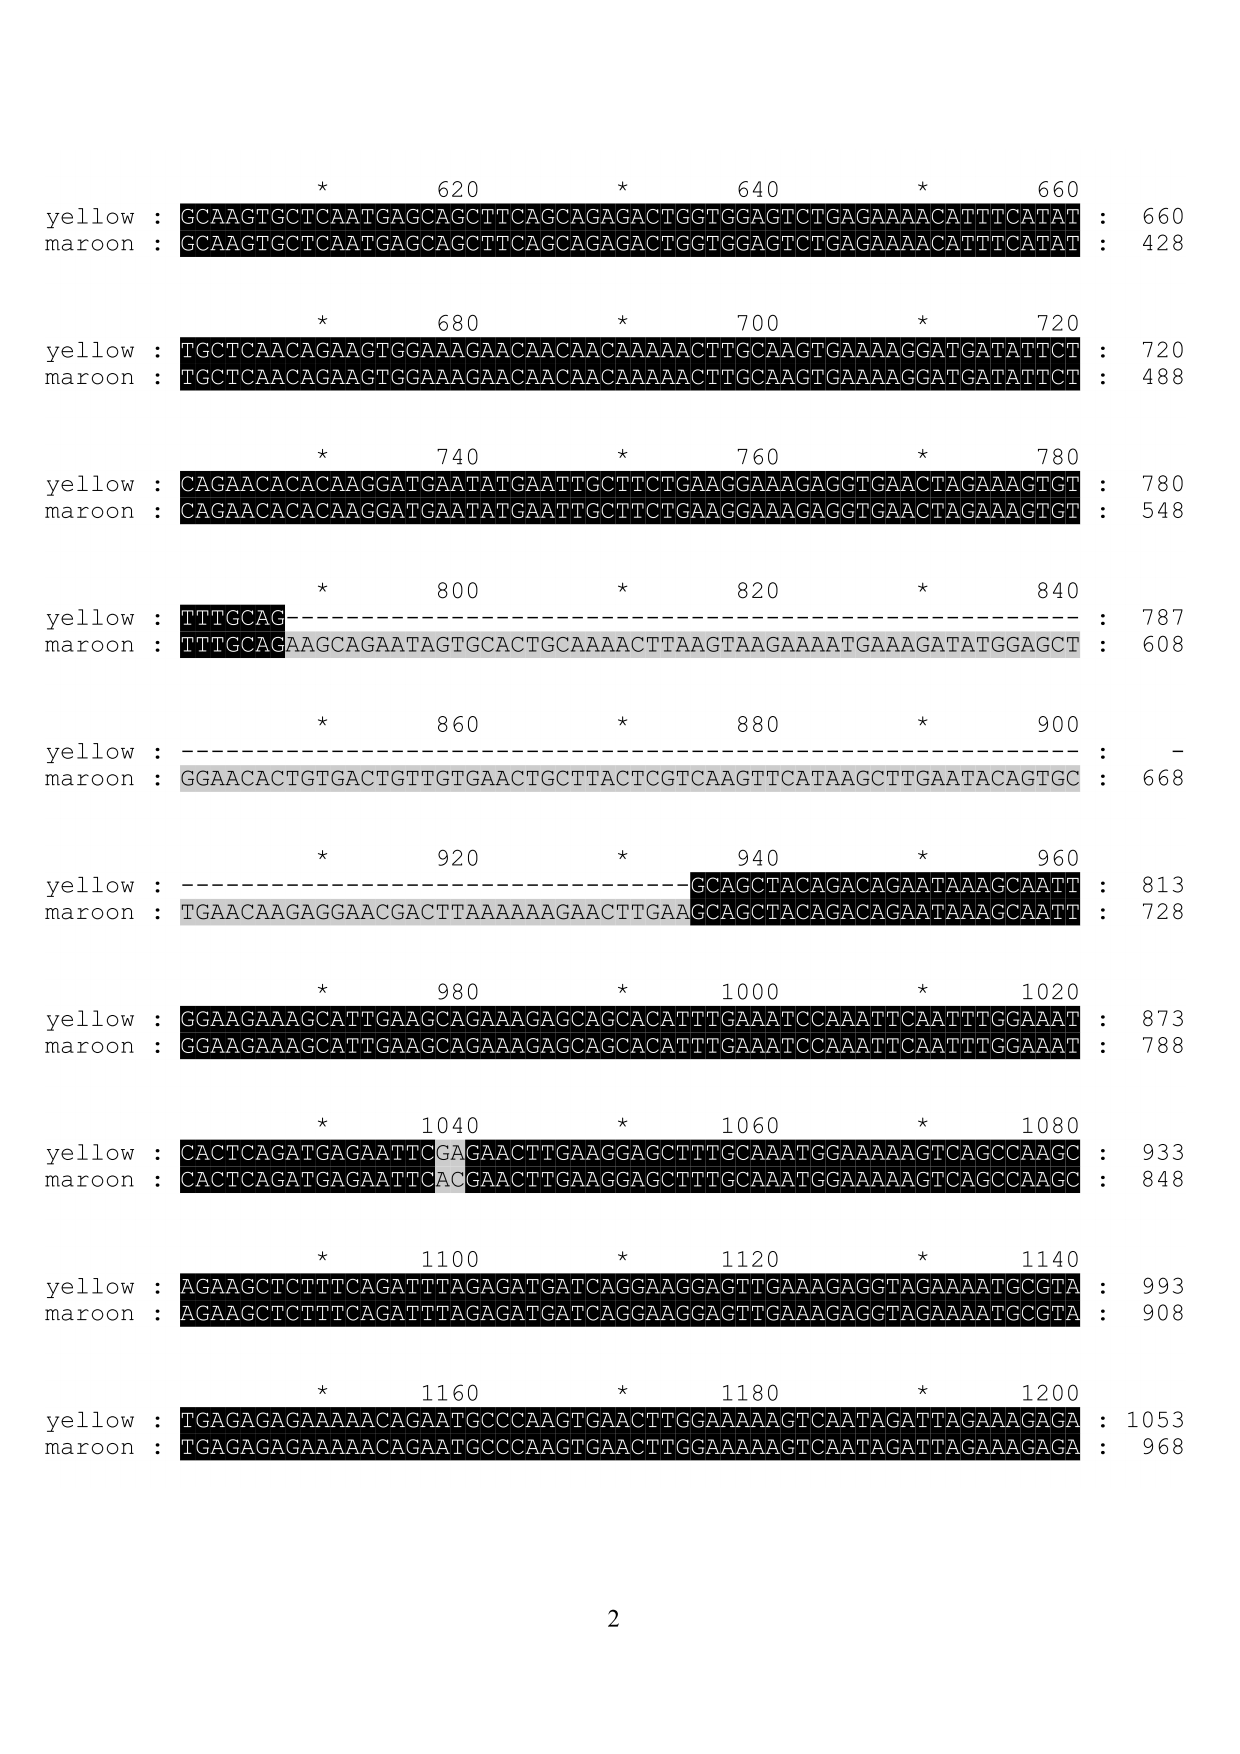 * 620 * 640 * 660
yellow : GCAAGTGCTCAATGAGCAGCTTCAGCAGAGACTGGTGGAGTCTGAGAAAACATTTCATAT : 660
maroon : GCAAGTGCTCAATGAGCAGCTTCAGCAGAGACTGGTGGAGTCTGAGAAAACATTTCATAT : 428
* 680 * 700 * 720
yellow : TGCTCAACAGAAGTGGAAAGAACAACAACAAAAACTTGCAAGTGAAAAGGATGATATTCT : 720
maroon : TGCTCAACAGAAGTGGAAAGAACAACAACAAAAACTTGCAAGTGAAAAGGATGATATTCT : 488
* 740 * 760 * 780
yellow : CAGAACACACAAGGATGAATATGAATTGCTTCTGAAGGAAAGAGGTGAACTAGAAAGTGT : 780
maroon : CAGAACACACAAGGATGAATATGAATTGCTTCTGAAGGAAAGAGGTGAACTAGAAAGTGT : 548
* 800 * 820 * 840
yellow : TTTGCAG----------------------------------------------------- : 787
maroon : TTTGCAGAAGCAGAATAGTGCACTGCAAAACTTAAGTAAGAAAATGAAAGATATGGAGCT : 608
* 860 * 880 * 900
yellow : ------------------------------------------------------------ : -
maroon : GGAACACTGTGACTGTTGTGAACTGCTTACTCGTCAAGTTCATAAGCTTGAATACAGTGC : 668
* 920 * 940 * 960
yellow : ----------------------------------GCAGCTACAGACAGAATAAAGCAATT : 813
maroon : TGAACAAGAGGAACGACTTAAAAAAGAACTTGAAGCAGCTACAGACAGAATAAAGCAATT : 728
* 980 * 1000 * 1020
yellow : GGAAGAAAGCATTGAAGCAGAAAGAGCAGCACATTTGAAATCCAAATTCAATTTGGAAAT : 873
maroon : GGAAGAAAGCATTGAAGCAGAAAGAGCAGCACATTTGAAATCCAAATTCAATTTGGAAAT : 788
* 1040 * 1060 * 1080
yellow : CACTCAGATGAGAATTCGAGAACTTGAAGGAGCTTTGCAAATGGAAAAAGTCAGCCAAGC : 933
maroon : CACTCAGATGAGAATTCACGAACTTGAAGGAGCTTTGCAAATGGAAAAAGTCAGCCAAGC : 848
* 1100 * 1120 * 1140
yellow : AGAAGCTCTTTCAGATTTAGAGATGATCAGGAAGGAGTTGAAAGAGGTAGAAAATGCGTA : 993
maroon : AGAAGCTCTTTCAGATTTAGAGATGATCAGGAAGGAGTTGAAAGAGGTAGAAAATGCGTA : 908
* 1160 * 1180 * 1200
yellow : TGAGAGAGAAAAACAGAATGCCCAAGTGAACTTGGAAAAAGTCAATAGATTAGAAAGAGA : 1053
maroon : TGAGAGAGAAAAACAGAATGCCCAAGTGAACTTGGAAAAAGTCAATAGATTAGAAAGAGA : 968
2